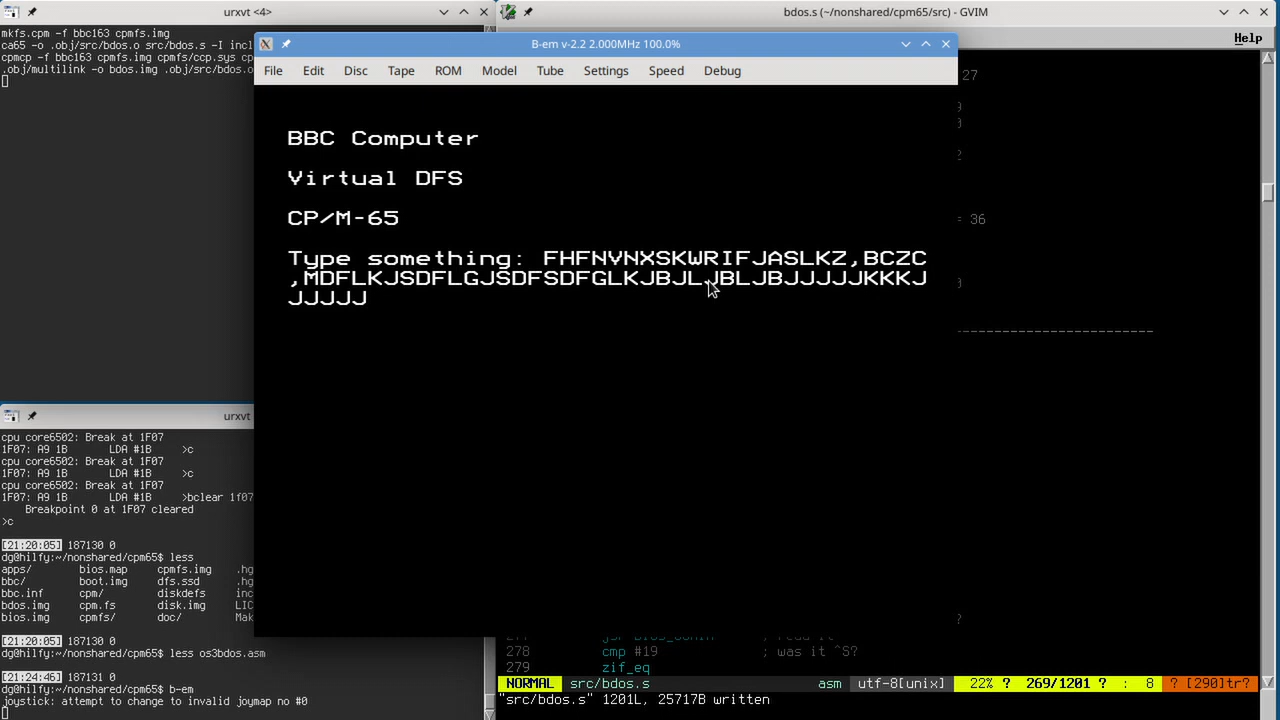 urxvt <4>
mkfs.cpm -f bbc163 cpmfs.img
ca65 -o .obj/src/bdos.o src/bdos.s -I incl
cpmcp -f bbc163 cpmfs.img cpmfs/ccp.sys cp
.obj/multilink -o bdos.img .obj/src/bdos.o
bdos.s (~/nonshared/cpm65/src) - GVIM
Help
B-em v-2.2 2.000MHz 100.0%
File Edit Disc Tape ROM Model Tube Settings Speed Debug
BBC Computer
Virtual DFS
CP/M-65
Type something: FHFNVNXSKWRIFJASLKZ,BCZC
,MDFLKJSDFLGJSDFSDFGLKJBJLJBLJBJJJJJKKKJ
JJJJJ
27
2
= 36
--------------------------
urxvt
cpu core6502: Break at 1F07
1F07: A9 1B LDA #1B >c
cpu core6502: Break at 1F07
1F07: A9 1B LDA #1B >c
cpu core6502: Break at 1F07
1F07: A9 1B LDA #1B >bclear 1f07
Breakpoint 0 at 1F07 cleared
>c
[21:20:05] 187130 0
dg@hilfy:~/nonshared/cpm65$ less
apps/ bios.map cpmfs.img .hg
bbc/ boot.img dfs.ssd .hg
bbc.inf cpm/ diskdefs inc
bdos.img cpm.fs disk.img LIC
bios.img cpmfs/ doc/ Mak
[21:20:05] 187130 0
dg@hilfy:~/nonshared/cpm65$ less os3bdos.asm
[21:24:46] 187131 0
dg@hilfy:~/nonshared/cpm65$ b-em
joystick: attempt to change to invalid joymap no #0
278 cmp #19 ; was it ^S?
279 zif_eq
NORMAL src/bdos.s asm utf-8[unix] 22% ? 269/1201 ? : 8 ? [290]tr?
"src/bdos.s" 1201L, 25717B written